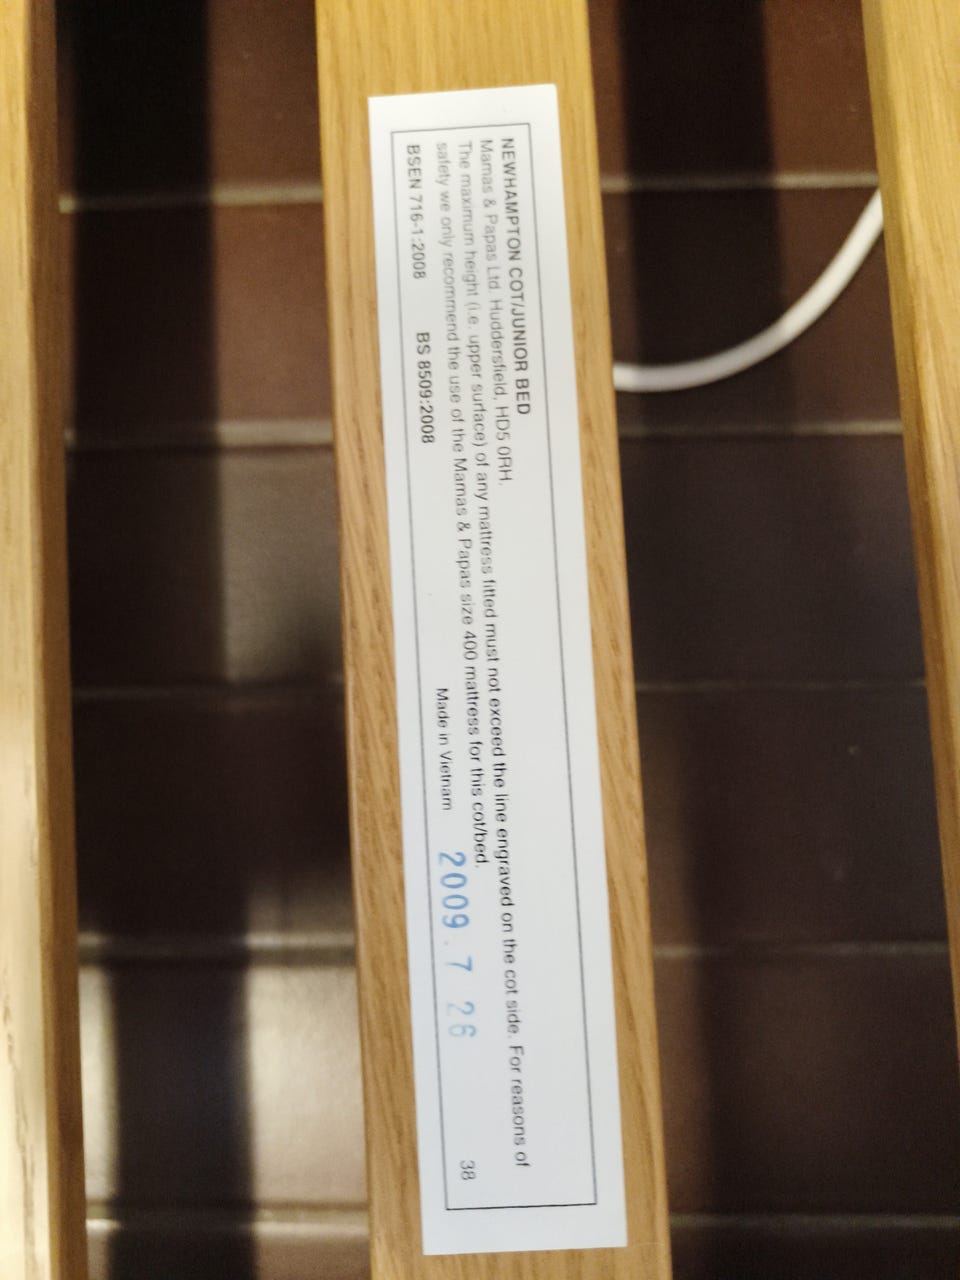 NEWHAMPTON COT/JUNIOR BED
Mamas & Papas Ltd. Huddersfield, HD5 0RH.
The maximum height (i.e. upper surface) of any mattress fitted must not exceed the line engraved on the cot side. For reasons of
safety we only recommend the use of the Mamas & Papas size 400 mattress for this cot/bed.
BSEN 716-1:2008 BS 8509:2008 Made in Vietnam 2009.7 26 38